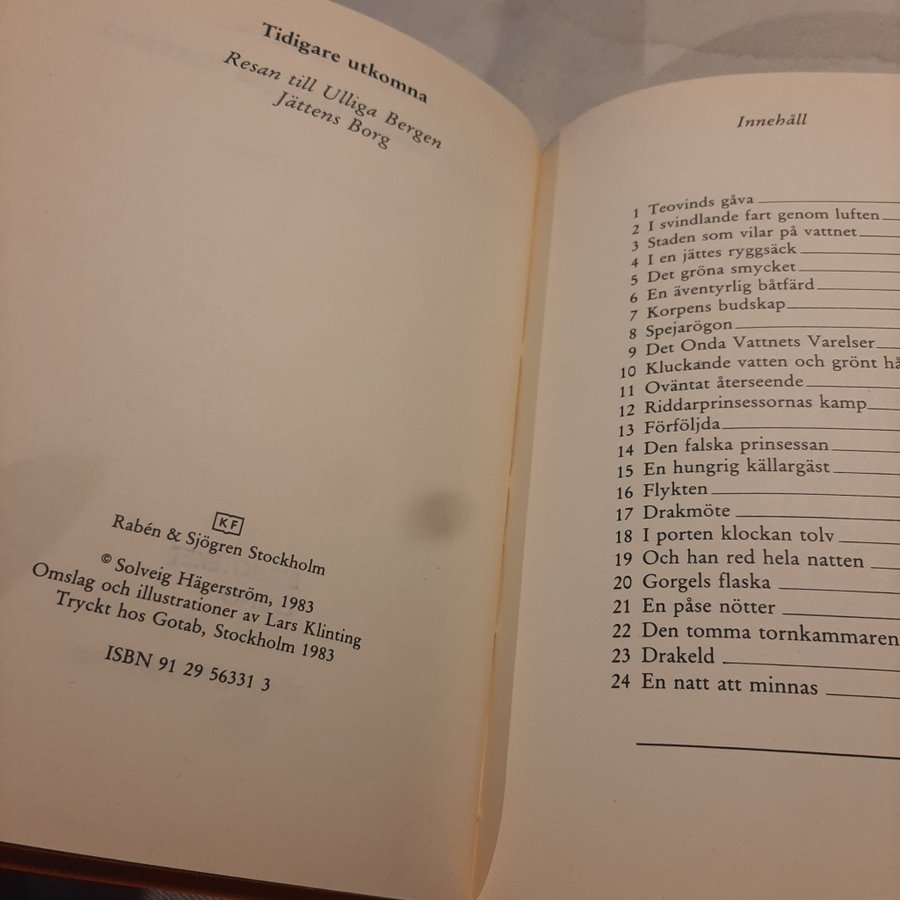 Tidigare utkomna
Resan till Ulliga Bergen
Jättens Borg
KF
Rabén & Sjögren Stockholm
© Solveig Hägerström, 1983
Omslag och illustrationer av Lars Klinting
Tryckt hos Gotab, Stockholm 1983
ISBN 91 29 56331 3
Innehåll
1 Teovinds gåva
2 I svindlande fart genom luften
3 Staden som vilar på vattnet
4 I en jättes ryggsäck
5 Det gröna smycket
6 En äventyrlig båtfärd
7 Korpens budskap
8 Spejarögon
9 Det Onda Vattnets Varelser
10 Kluckande vatten och grönt
11 Oväntat återseende
12 Riddarprinsessornas kamp
13 Förföljda
14 Den falska prinsessan
15 En hungrig källargäst
16 Flykten
17 Drakmöte
18 I porten klockan tolv
19 Och han red hela natten
20 Gorgels flaska
21 En påse nötter
22 Den tomma tornkammaren
23 Drakeld
24 En natt att minnas